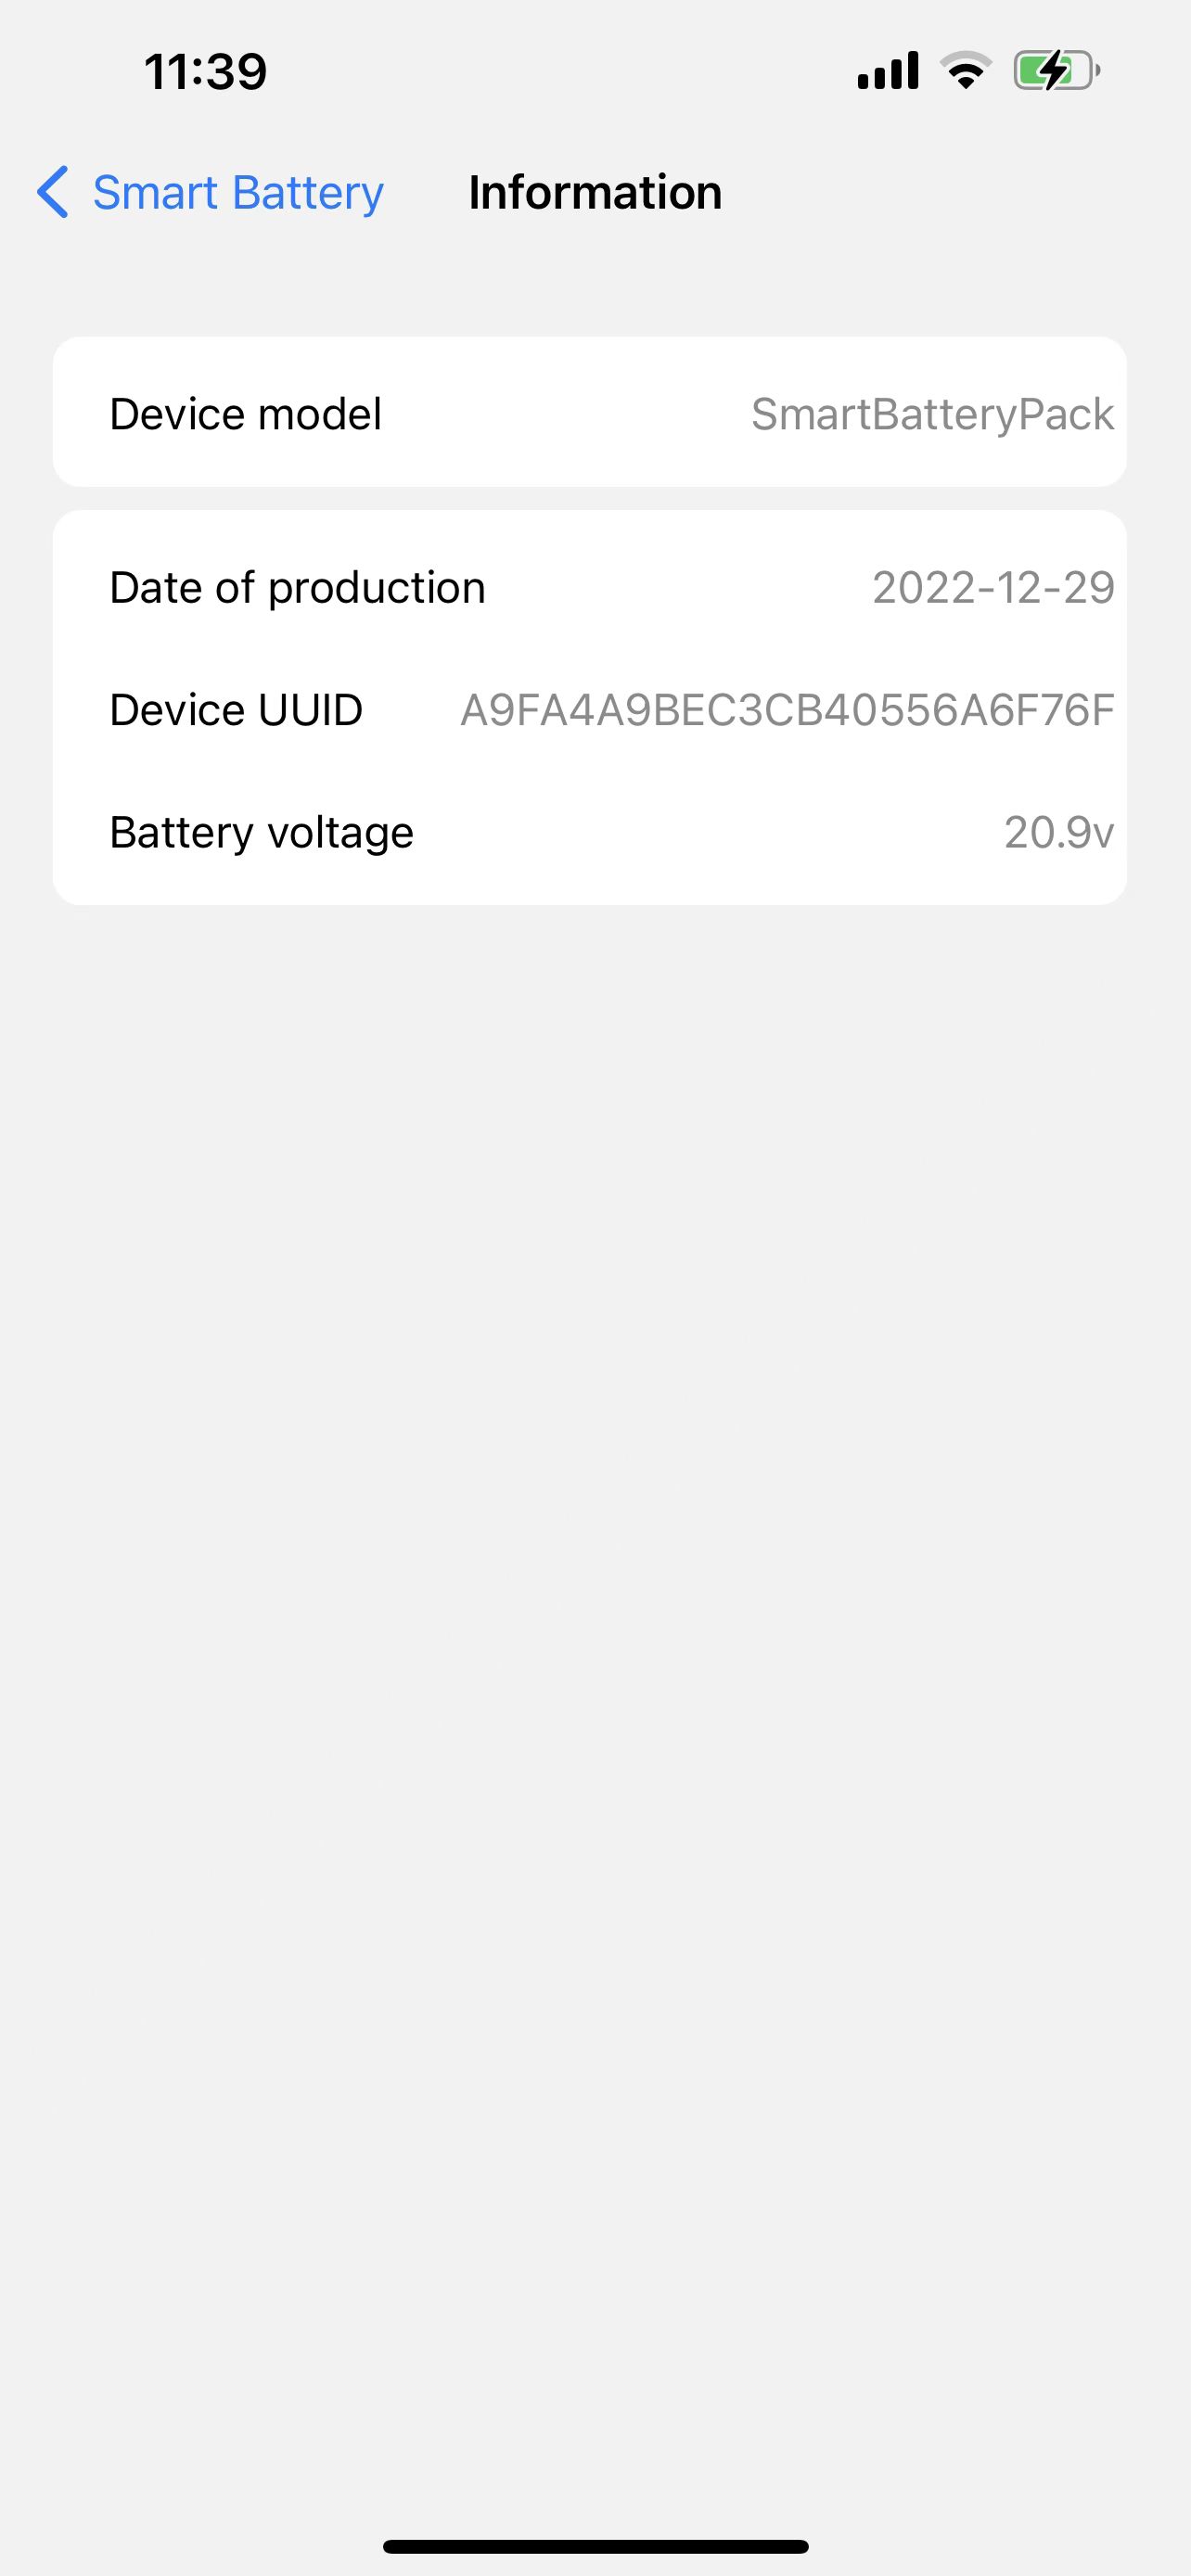 11:39
Smart Battery Information
Device model SmartBatteryPack
Date of production 2022-12-29
Device UUID A9FA4A9BEC3CB40556A6F76F
Battery voltage 20.9v